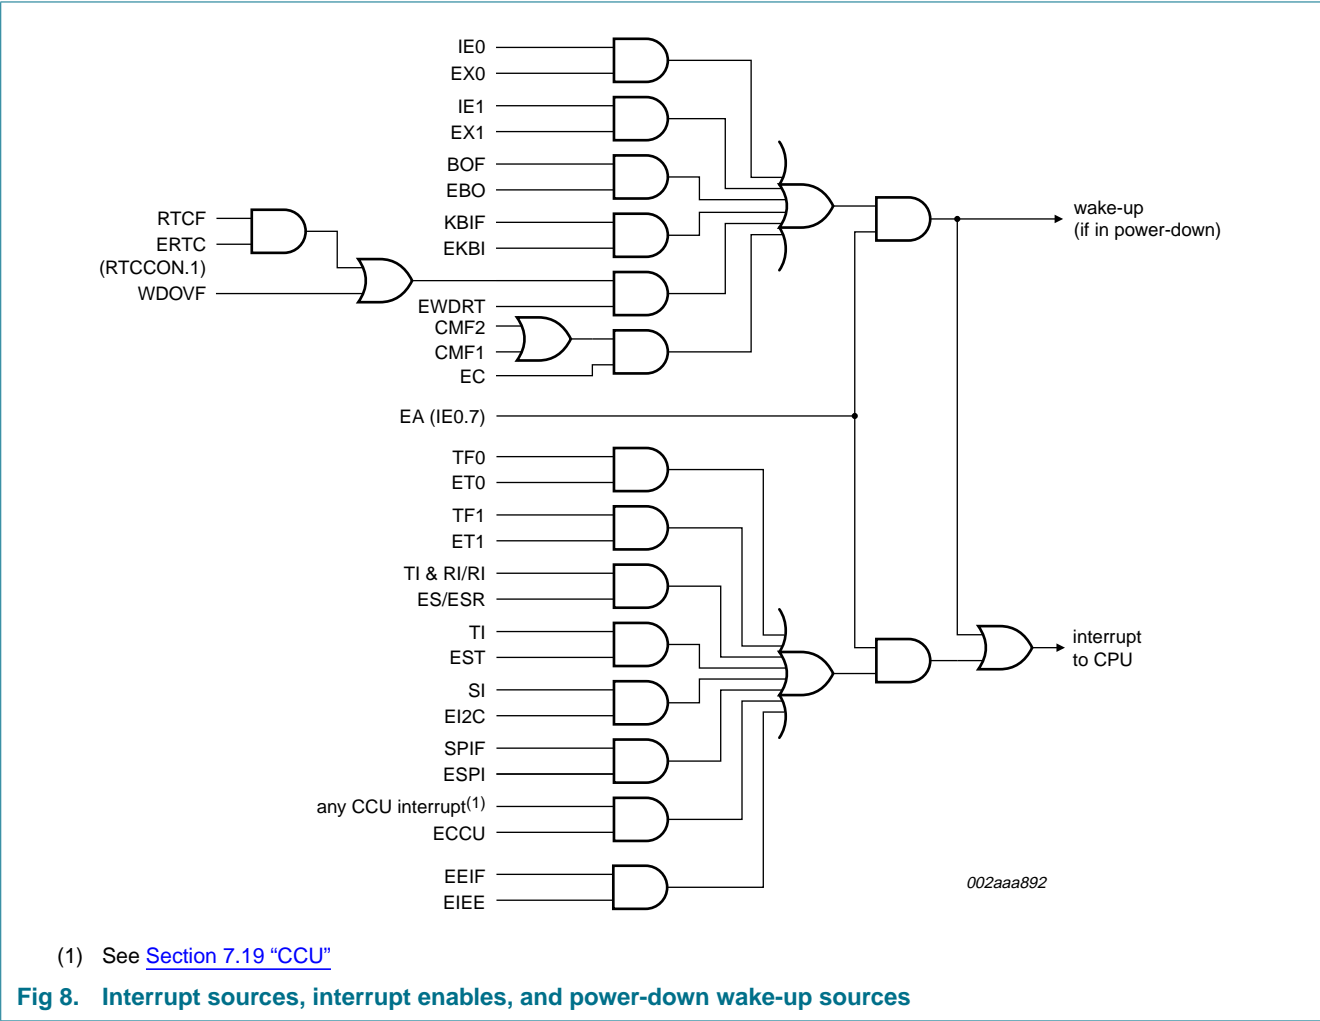 IE0
EX0
IE1
EX1
BOF
EBO
KBIF
EKBI
RTCF
ERTC
(RTCCON.1)
WDOVF
EWDRT
CMF2
CMF1
EC
wake-up
(if in power-down)
EA (IE0.7)
TF0
ET0
TF1
ET1
TI & RI/RI
ES/ESR
TI
EST
interrupt
to CPU
SI
EI2C
SPIF
ESPI
any CCU interrupt(1)
ECCU
EEIF
EIEE
002aaa892
(1) See Section 7.19 “CCU”
Fig 8. Interrupt sources, interrupt enables, and power-down wake-up sources